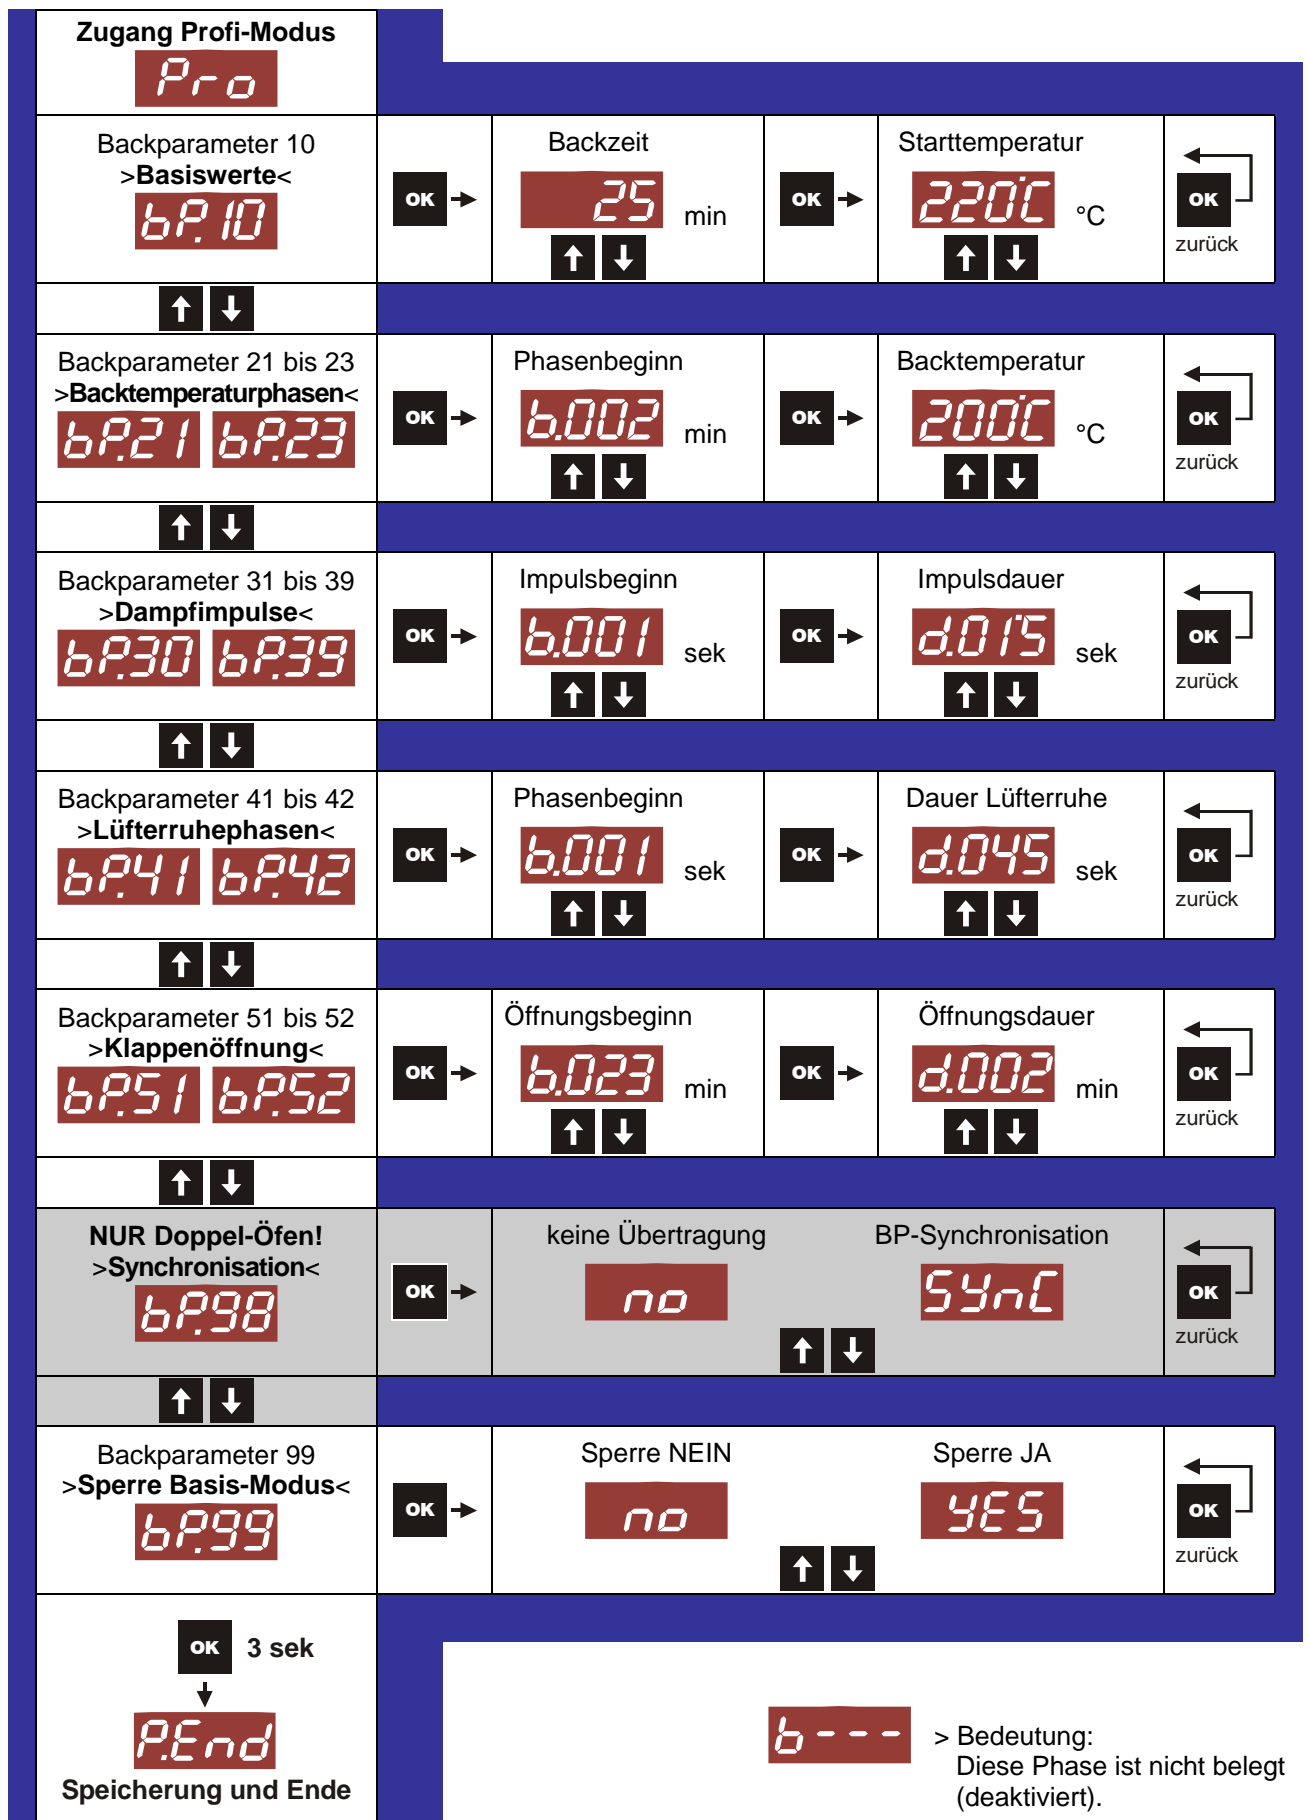 Zugang Profi-Modus
Pro
Backparameter 10
>Basiswerte<
bP.10
OK
Backzeit
25 min
OK
Starttemperatur
220°C °C
OK
zurück
Backparameter 21 bis 23
>Backtemperaturphasen<
bP.21 bP.23
OK
Phasenbeginn
b.002 min
OK
Backtemperatur
200°C °C
OK
zurück
Backparameter 31 bis 39
>Dampfimpulse<
bP.30 bP.39
OK
Impulsbeginn
b.001 sek
OK
Impulsdauer
d.01'5 sek
OK
zurück
Backparameter 41 bis 42
>Lüfterruhephasen<
bP.41 bP.42
OK
Phasenbeginn
b.001 sek
OK
Dauer Lüfterruhe
d.045 sek
OK
zurück
Backparameter 51 bis 52
>Klappenöffnung<
bP.51 bP.52
OK
Öffnungsbeginn
b.023 min
OK
Öffnungsdauer
d.002 min
OK
zurück
NUR Doppel-Öfen!
>Synchronisation<
bP.98
OK
keine Übertragung
no
BP-Synchronisation
SYnC
OK
zurück
Backparameter 99
>Sperre Basis-Modus<
bP.99
OK
Sperre NEIN
no
Sperre JA
YES
OK
zurück
OK 3 sek
P.End
Speicherung und Ende
b---
> Bedeutung:
Diese Phase ist nicht belegt
(deaktiviert).